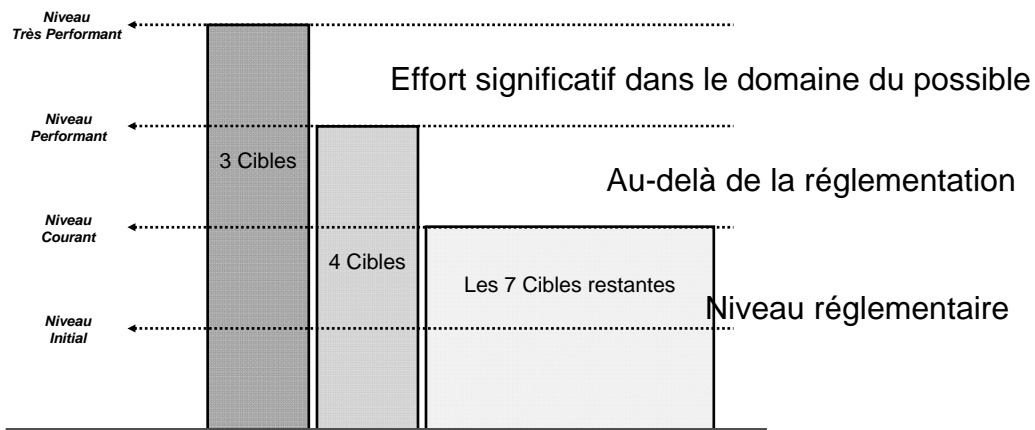 Niveau
Très Performant
Effort significatif dans le domaine du possible
Niveau
Performant
3 Cibles
Au-delà de la réglementation
Niveau
Courant
4 Cibles
Les 7 Cibles restantes
Niveau réglementaire
Niveau
Initial